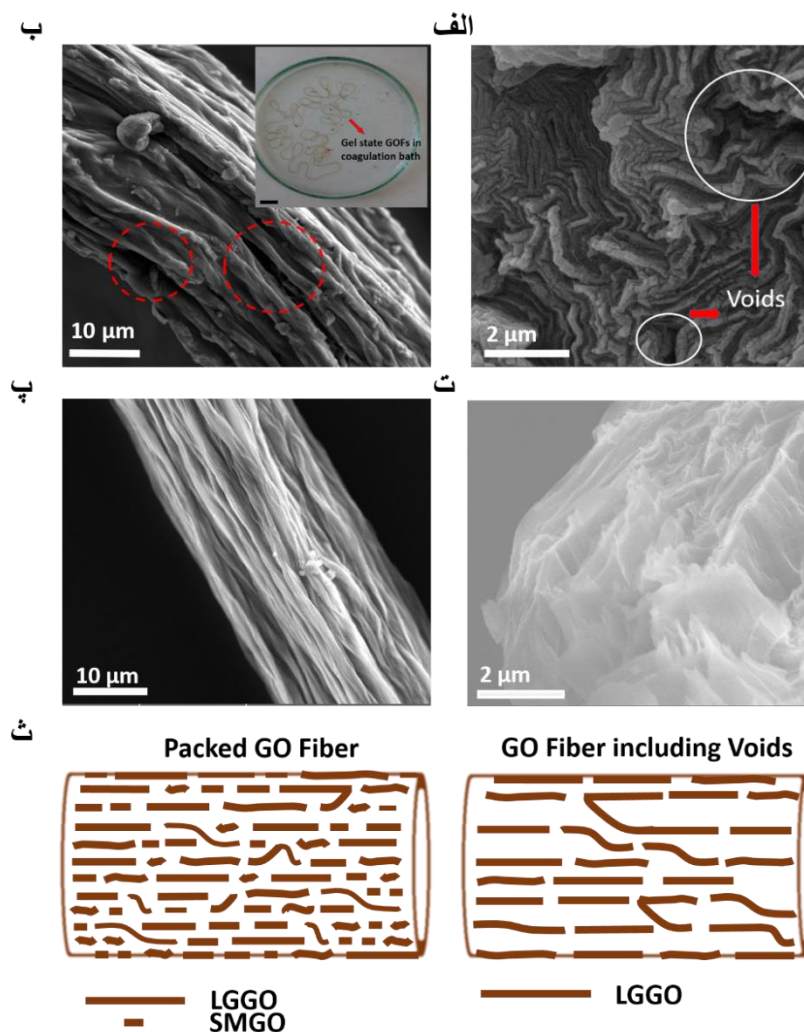 الف
ب
Gel state GOFs in
coagulation bath
10 µm
Voids
2 µm
پ
ت
10 µm
2 µm
ث
Packed GO Fiber
GO Fiber including Voids
LGGO
SMGO
LGGO